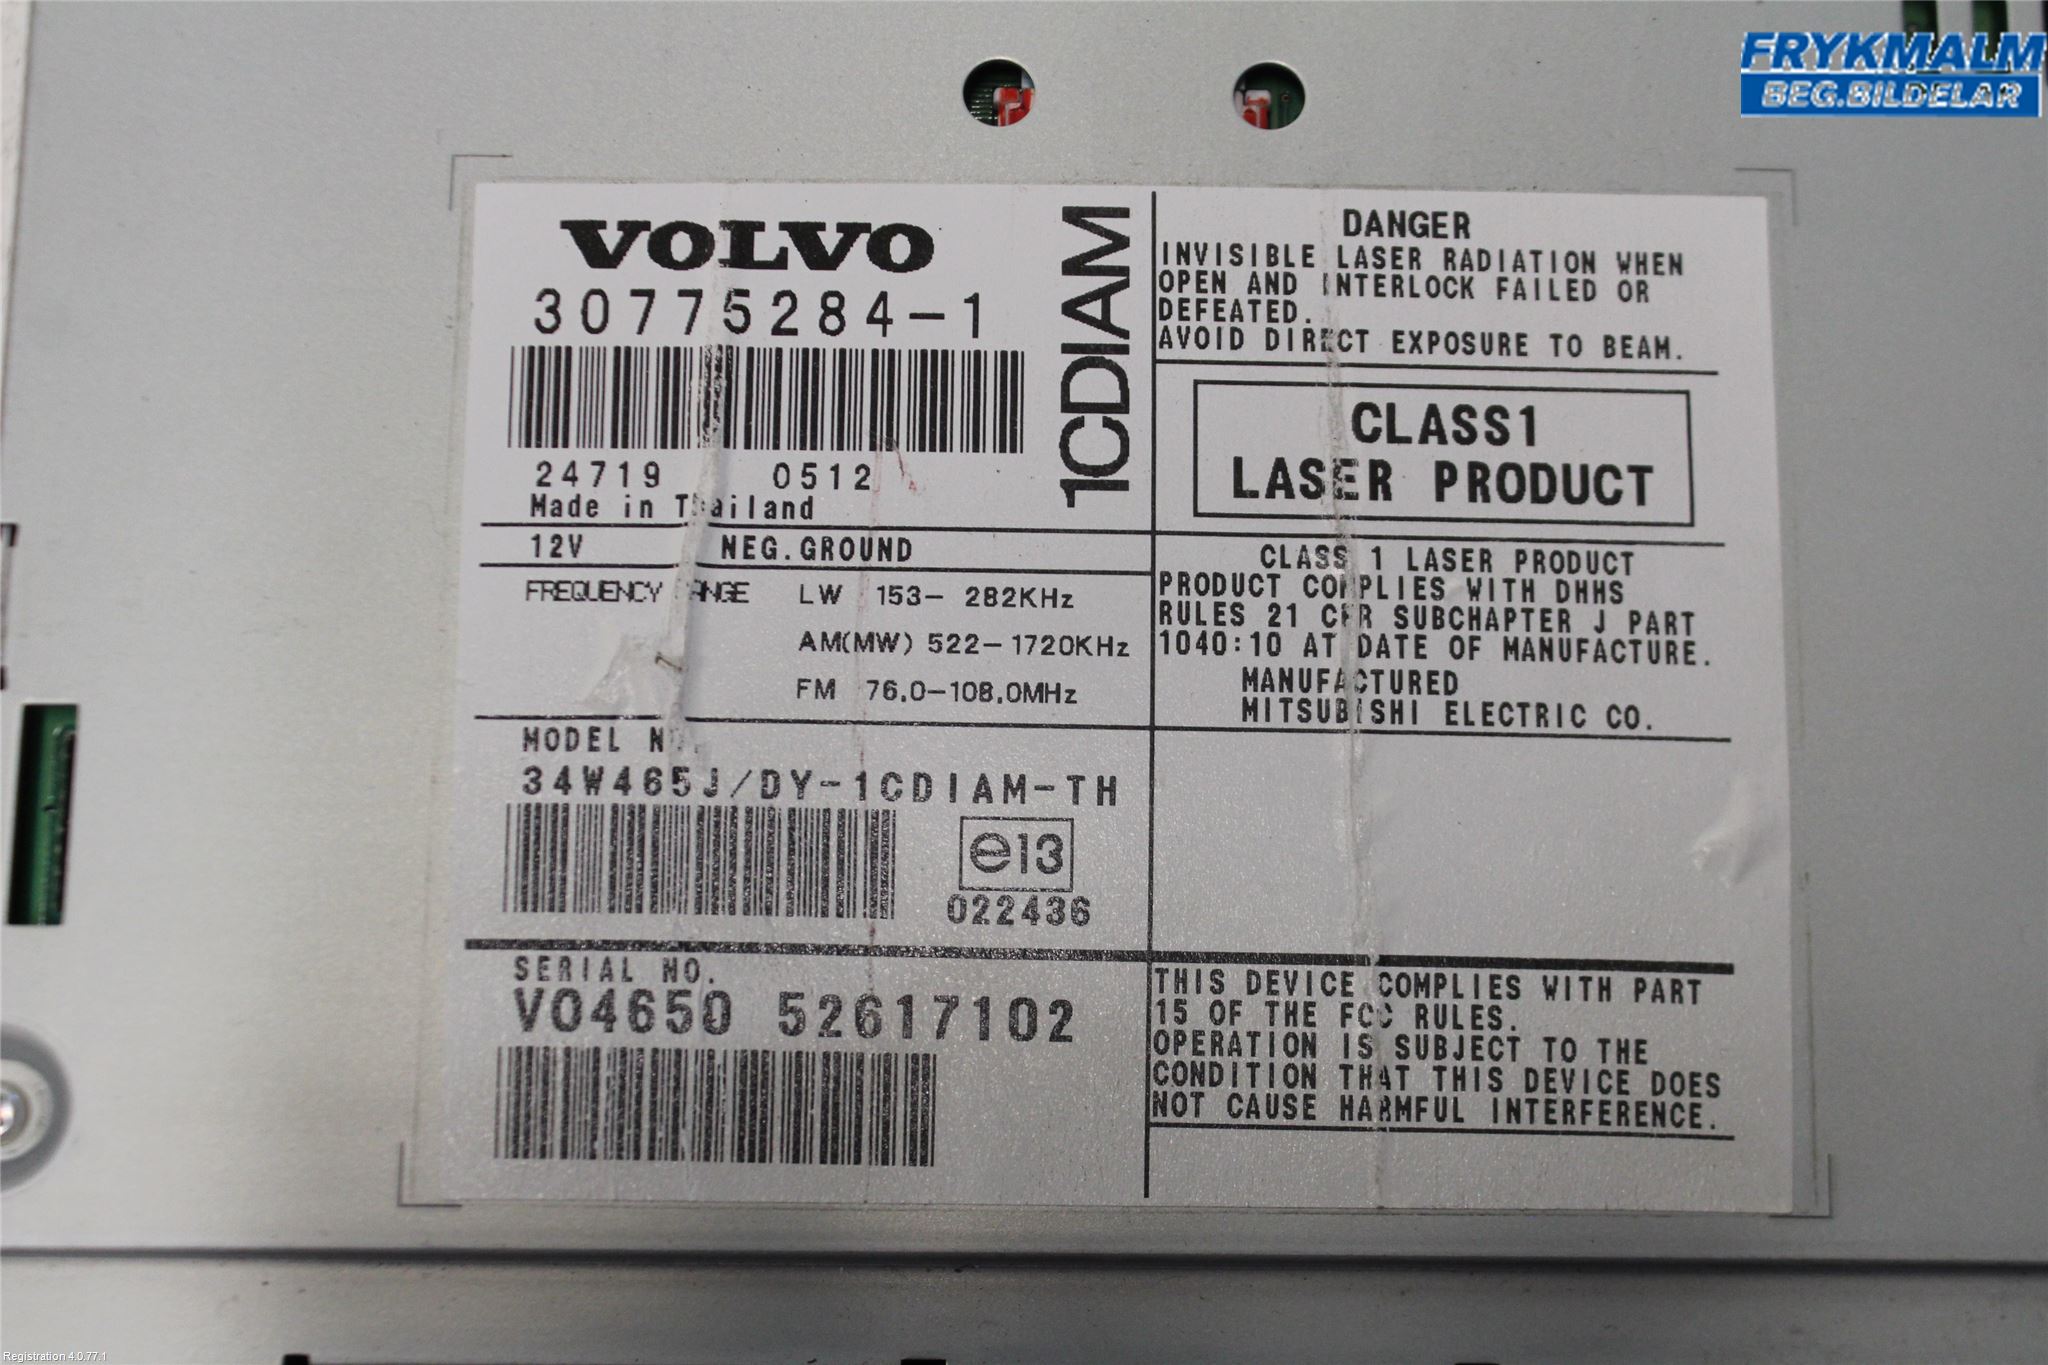 FRYKMALM
BEG.BILDELAR
VOLVO
30775284-1
24719 0512
Made in Thailand
1CDIAM
12V NEG.GROUND
FREQUENCY RANGE LW 153- 282KHz
AM(MW) 522-1720KHz
FM 76.0-108.0MHz
MODEL NO.
34W465J/DY-1CDIAM-TH
e13
022436
SERIAL NO.
VO4650 52617102
DANGER
INVISIBLE LASER RADIATION WHEN
OPEN AND INTERLOCK FAILED OR
DEFEATED.
AVOID DIRECT EXPOSURE TO BEAM.
CLASS1
LASER PRODUCT
CLASS 1 LASER PRODUCT
PRODUCT COMPLIES WITH DHHS
RULES 21 CFR SUBCHAPTER J PART
1040:10 AT DATE OF MANUFACTURE.
MANUFACTURED
MITSUBISHI ELECTRIC CO.
THIS DEVICE COMPLIES WITH PART
15 OF THE FCC RULES.
OPERATION IS SUBJECT TO THE
CONDITION THAT THIS DEVICE DOES
NOT CAUSE HARMFUL INTERFERENCE.
Registration 4.0.77.1